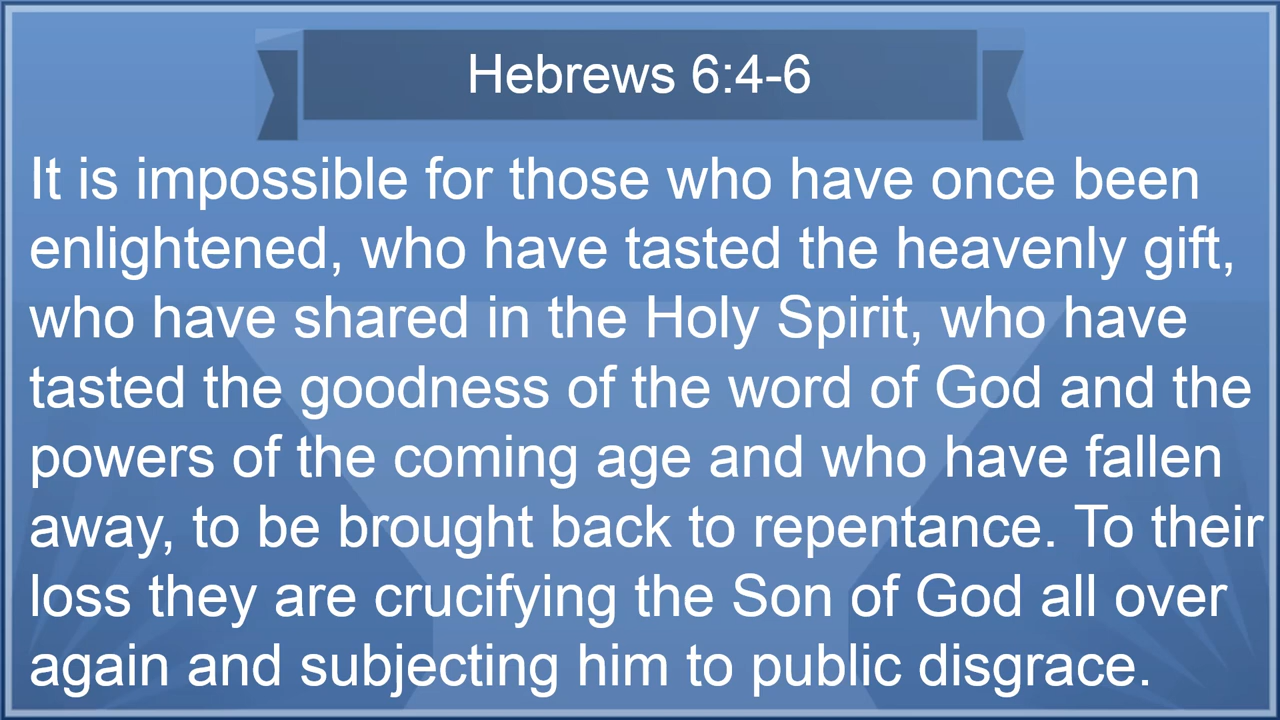 Hebrews 6:4-6
It is impossible for those who have once been
enlightened, who have tasted the heavenly gift,
who have shared in the Holy Spirit, who have
tasted the goodness of the word of God and the
powers of the coming age and who have fallen
away, to be brought back to repentance. To their
loss they are crucifying the Son of God all over
again and subjecting him to public disgrace.